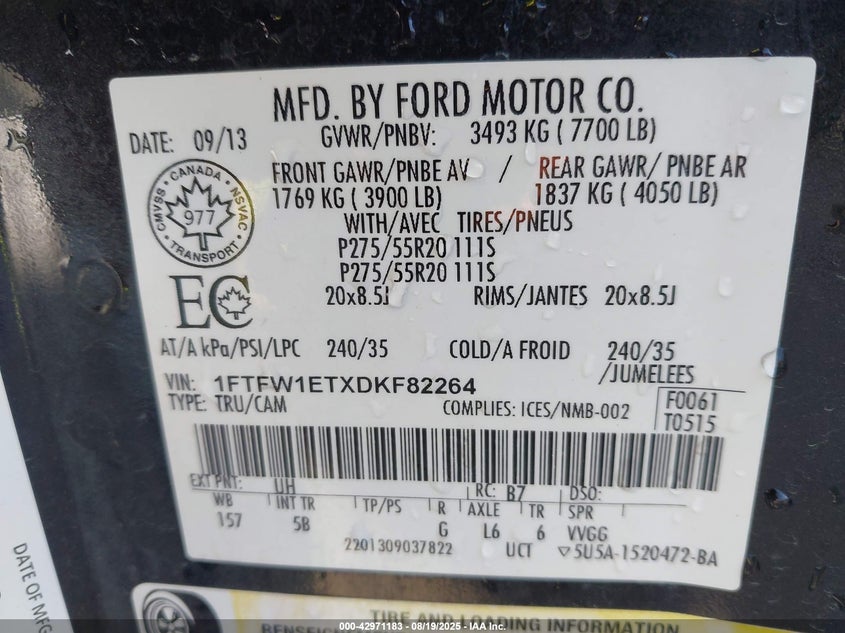 MFD. BY FORD MOTOR CO.
DATE: 09/13
GVWR/PNBV: 3493 KG ( 7700 LB)
FRONT GAWR/PNBE AV / REAR GAWR/ PNBE AR
1769 KG ( 3900 LB) 1837 KG ( 4050 LB)
WITH/AVEC TIRES/PNEUS
P275/55R20 111S
P275/55R20 111S
20x8.5J RIMS/JANTES 20x8.5J
CMVSS - CANADA - NSVAC
977
TRANSPORT
EC
AT/A kPa/PSI/LPC 240/35 COLD/A FROID 240/35
/JUMELEES
VIN: 1FTFW1ETXDKF82264
TYPE: TRU/CAM COMPLIES: ICES/NMB-002
F0061
T0515
EXT PNT: UH RC: B7 DSO:
WB INT TR TP/PS R AXLE TR SPR
157 5B G L6 6 VVGG
2201309037822 UCT ▽5U5A-1520472-BA
DATE OF MFG
TIRE AND LOADING INFORMATION
000-42971183 - 08/19/2025 - IAA Inc.